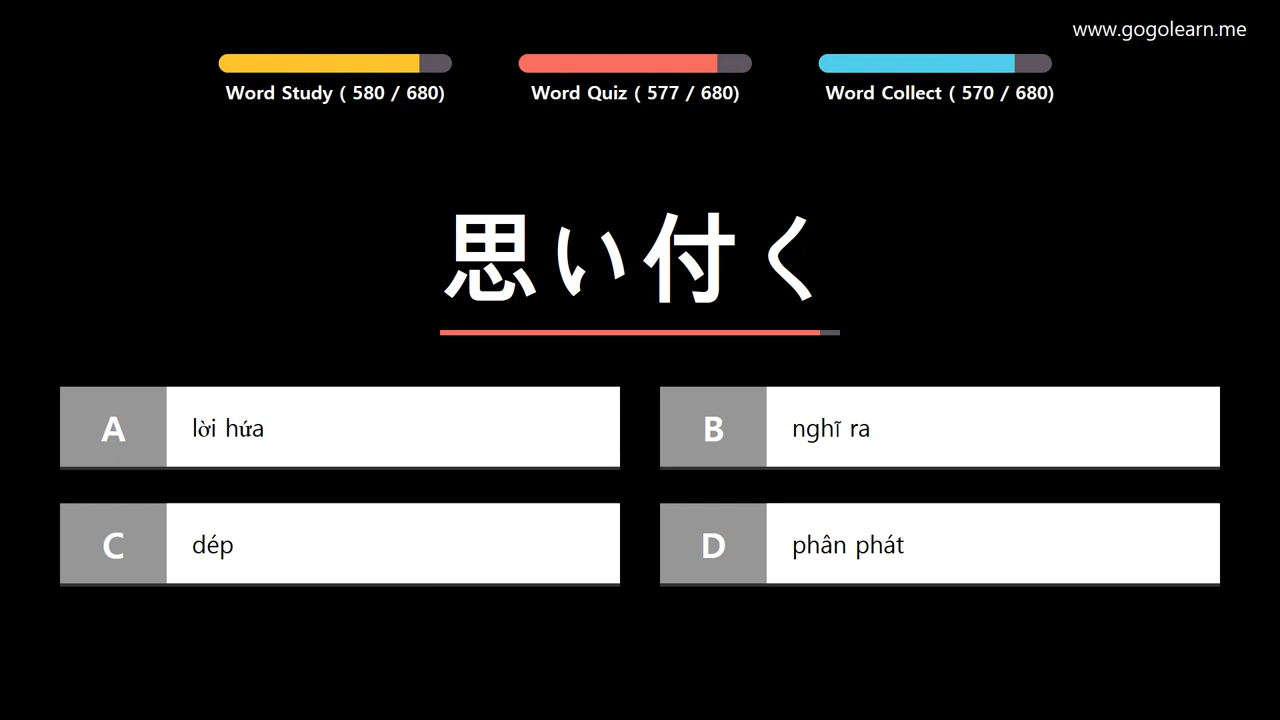 www.gogolearn.me
Word Study ( 580 / 680)
Word Quiz ( 577 / 680)
Word Collect ( 570 / 680)
思い付く
A
lời hứa
B
nghĩ ra
C
dép
D
phân phát